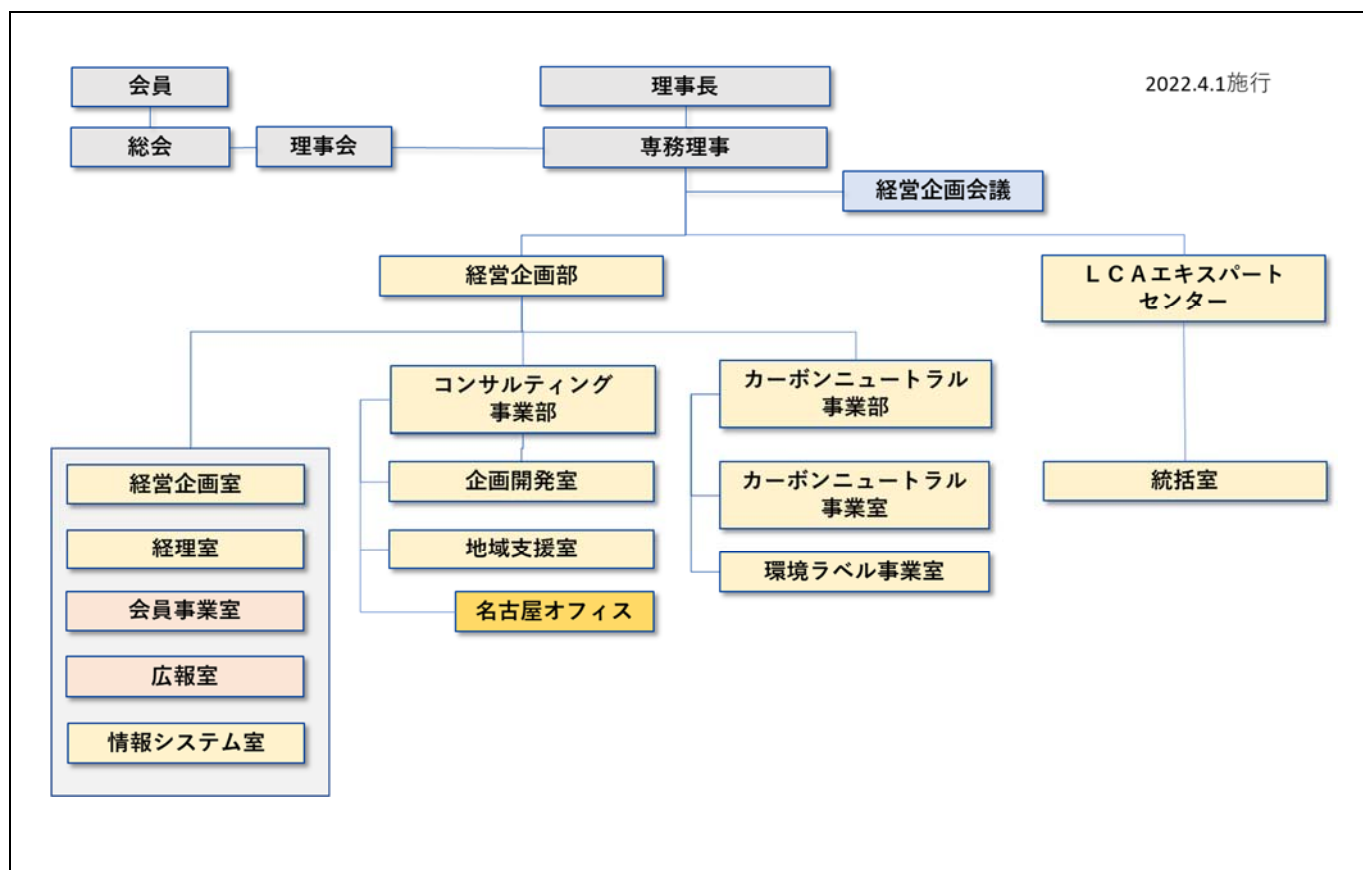 会員
理事長
2022.4.1施行
総会
理事会
専務理事
経営企画会議
経営企画部
ＬＣＡエキスパート
センター
コンサルティング
事業部
カーボンニュートラル
事業部
経営企画室
企画開発室
カーボンニュートラル
事業室
統括室
経理室
地域支援室
環境ラベル事業室
会員事業室
名古屋オフィス
広報室
情報システム室